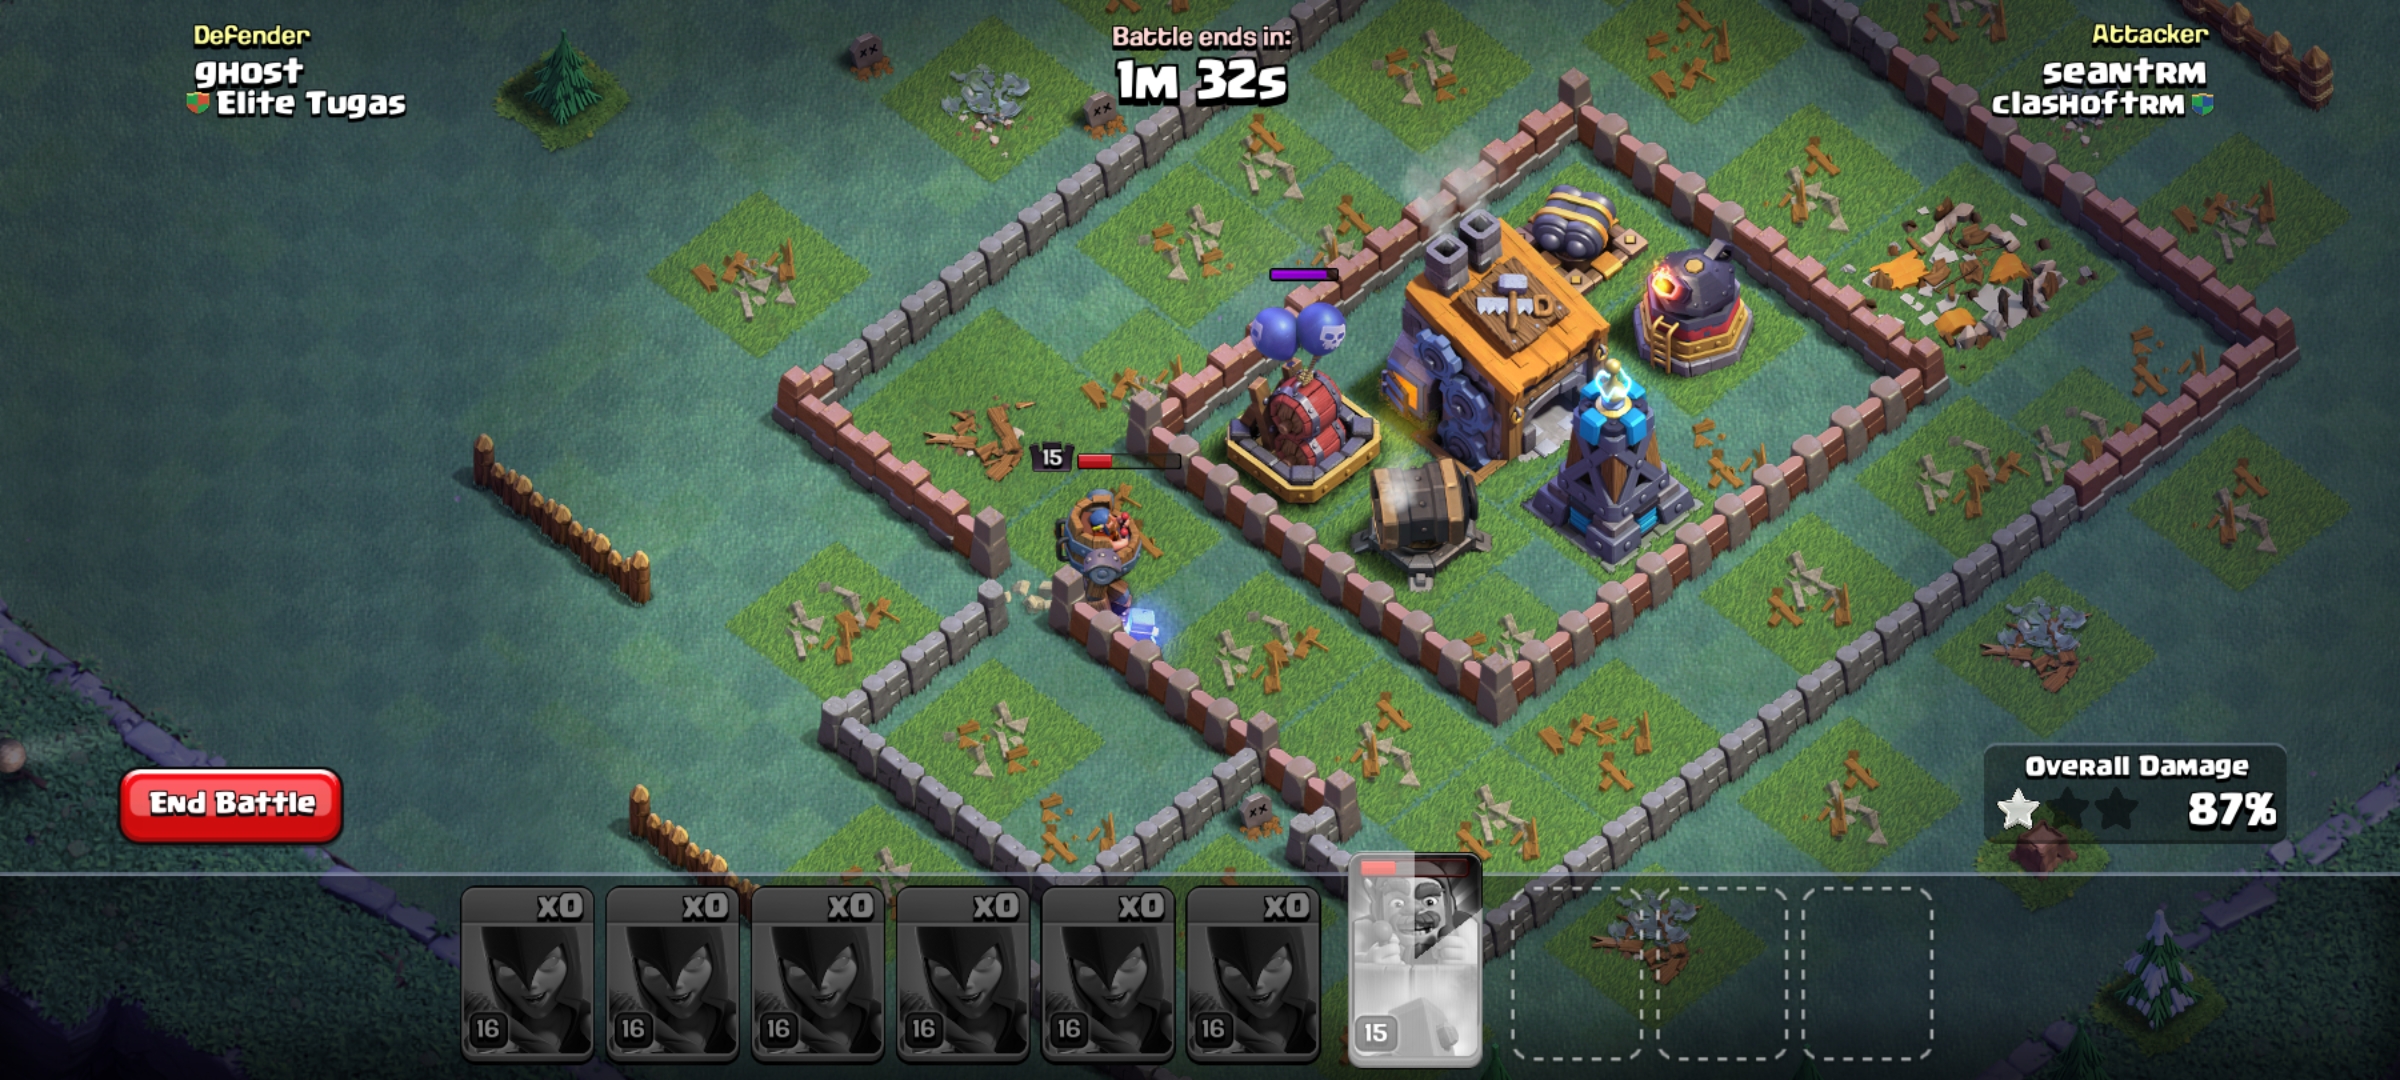 Defender
gHOST
Elite Tugas
Battle ends in:
1M 32s
Attacker
seanTRM
clashofTRM
15
End Battle
Overall Damage
87%
x0
x0
x0
x0
x0
x0
16
16
16
16
16
16
15